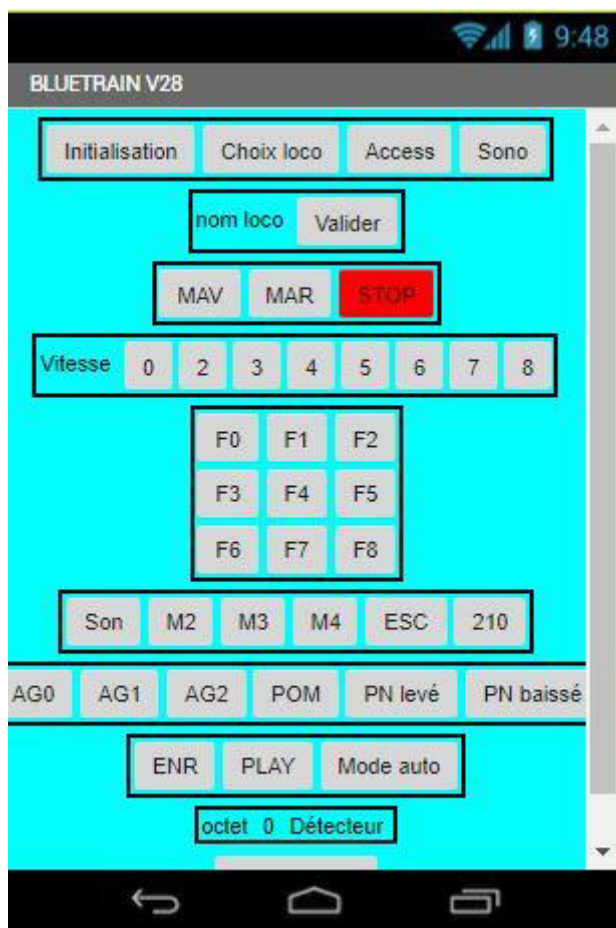 9:48
BLUETRAIN V28
Initialisation Choix loco Access Sono
nom loco Valider
MAV MAR STOP
Vitesse 0 2 3 4 5 6 7 8
F0 F1 F2
F3 F4 F5
F6 F7 F8
Son M2 M3 M4 ESC 210
AG0 AG1 AG2 POM PN levé PN baissé
ENR PLAY Mode auto
octet 0 Détecteur